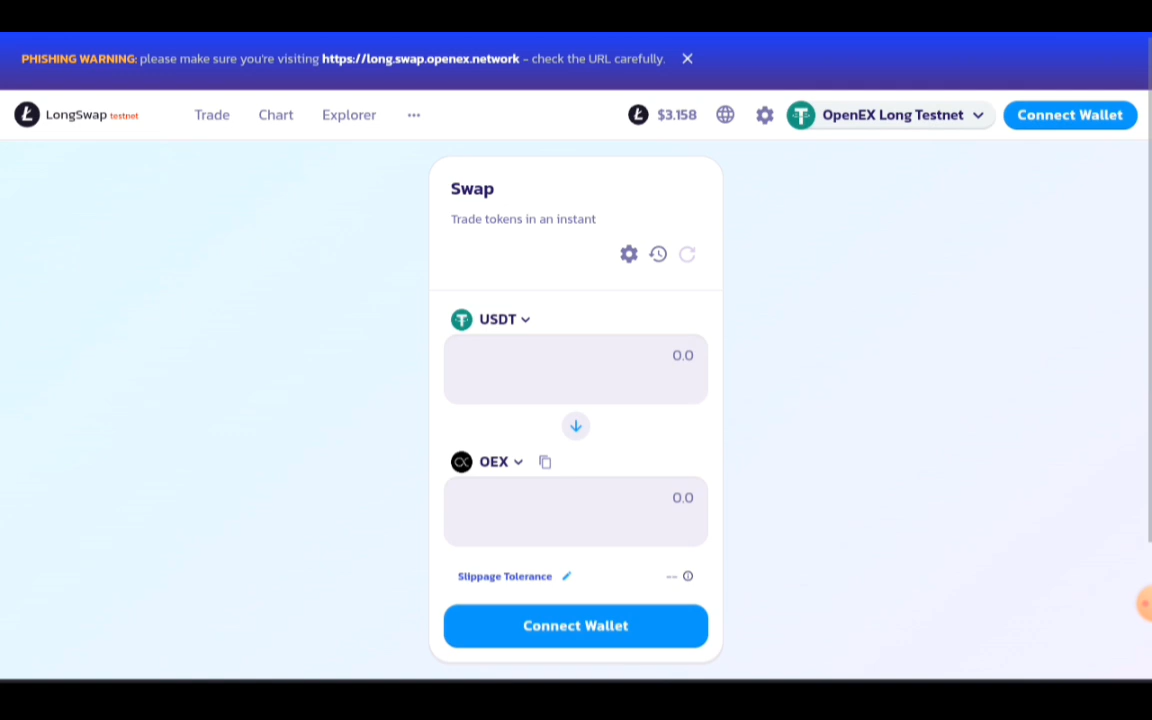 PHISHING WARNING: please make sure you're visiting https://long.swap.openex.network - check the URL carefully.
LongSwap testnet Trade Chart Explorer ··· $3.158 OpenEX Long Testnet Connect Wallet
Swap
Trade tokens in an instant
USDT
0.0
OEX
0.0
Slippage Tolerance --
Connect Wallet